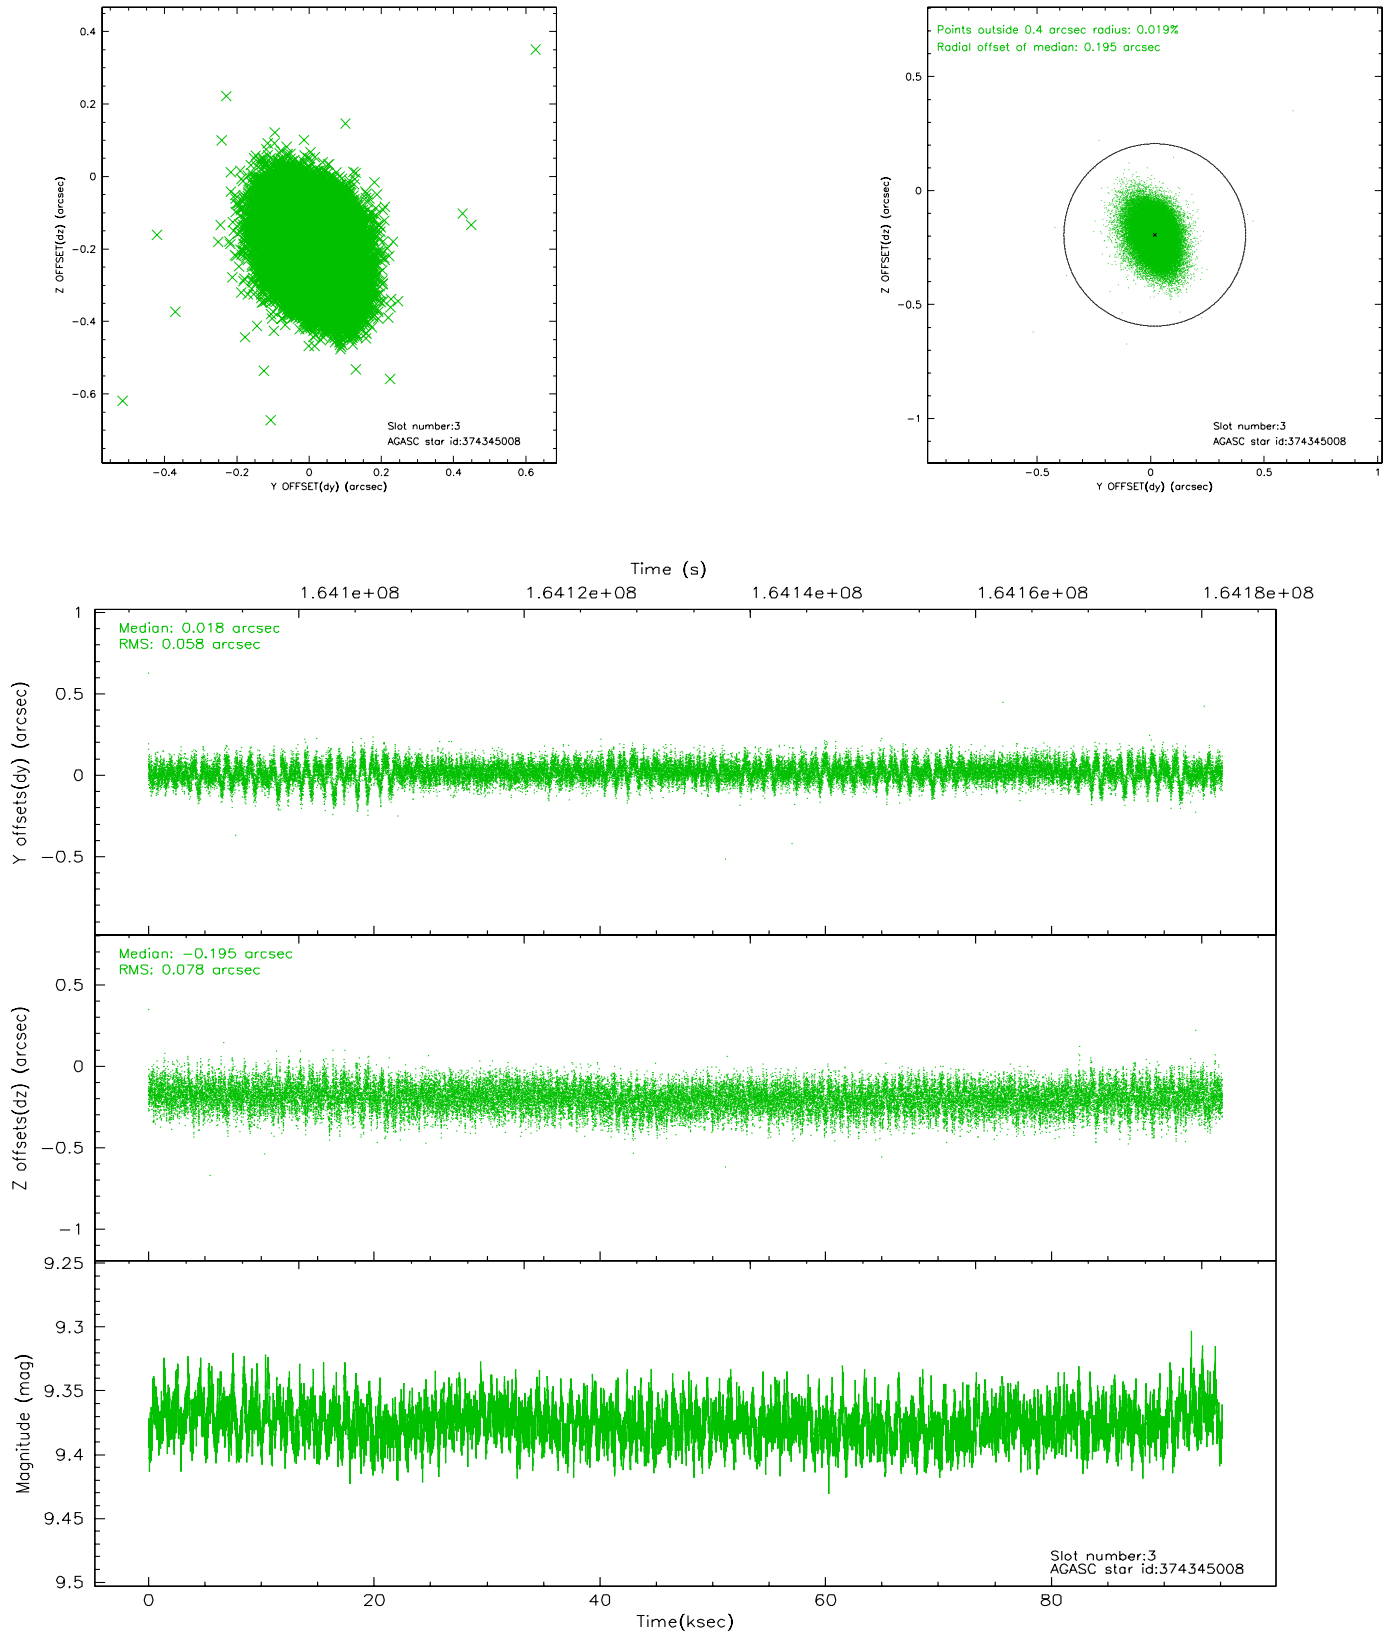 0.4
0.2
0
−0.2
−0.4
−0.6
Z OFFSET(dz) (arcsec)
−0.4 −0.2 0 0.2 0.4 0.6
Y OFFSET(dy) (arcsec)
Slot number:3
AGASC star id:374345008
Points outside 0.4 arcsec radius: 0.019%
Radial offset of median: 0.195 arcsec
0.5
0
−0.5
−1
Z OFFSET(dz) (arcsec)
−0.5 0 0.5 1
Y OFFSET(dy) (arcsec)
Slot number:3
AGASC star id:374345008
Time (s)
1.641e+08 1.6412e+08 1.6414e+08 1.6416e+08 1.6418e+08
Median: 0.018 arcsec
RMS: 0.058 arcsec
1
0.5
0
−0.5
Y offsets(dy) (arcsec)
Median: −0.195 arcsec
RMS: 0.078 arcsec
0.5
0
−0.5
−1
Z offsets(dz) (arcsec)
9.25
9.3
9.35
9.4
9.45
9.5
Magnitude (mag)
Slot number:3
AGASC star id:374345008
0 20 40 60 80
Time(ksec)